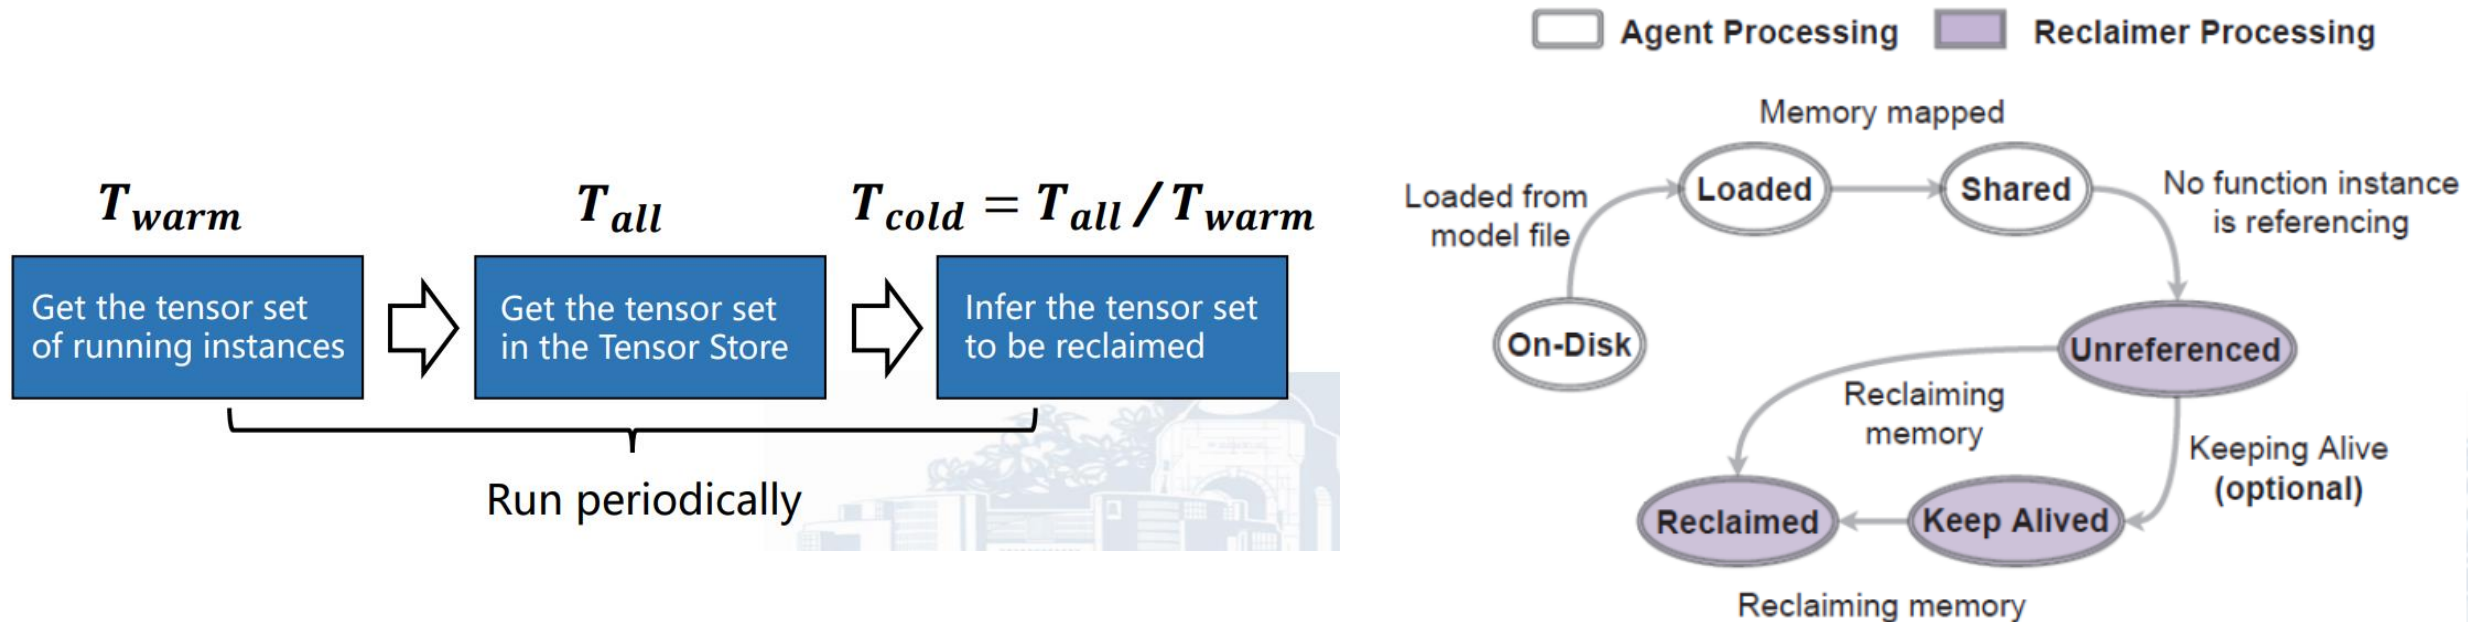 T_warm
Get the tensor set
of running instances
T_all
Get the tensor set
in the Tensor Store
T_cold = T_all / T_warm
Infer the tensor set
to be reclaimed
Run periodically
Agent Processing
Reclaimer Processing
Memory mapped
Loaded from
model file
Loaded
Shared
No function instance
is referencing
On-Disk
Unreferenced
Reclaiming
memory
Keeping Alive
(optional)
Reclaimed
Keep Alived
Reclaiming memory